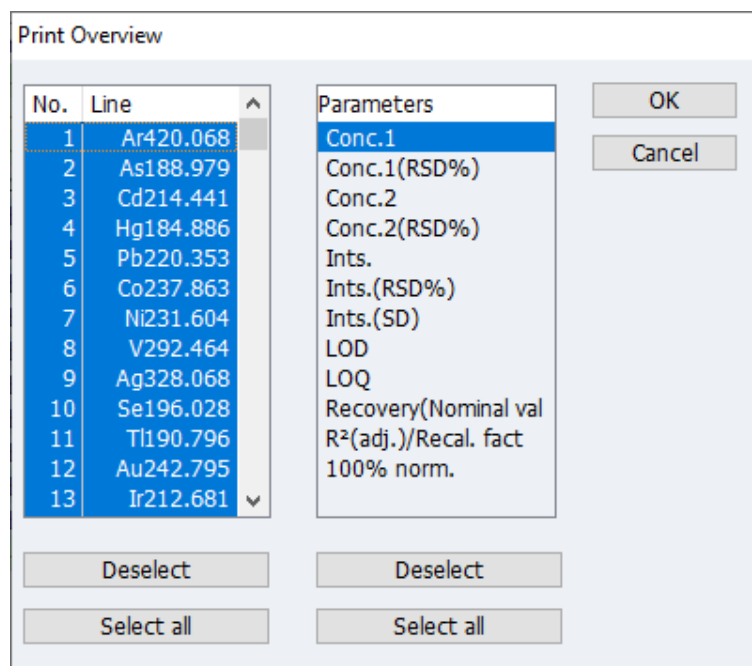 Print Overview
No. Line
1 Ar420.068
2 As188.979
3 Cd214.441
4 Hg184.886
5 Pb220.353
6 Co237.863
7 Ni231.604
8 V292.464
9 Ag328.068
10 Se196.028
11 Tl190.796
12 Au242.795
13 Ir212.681
Deselect
Select all
Parameters
Conc.1
Conc.1(RSD%)
Conc.2
Conc.2(RSD%)
Ints.
Ints.(RSD%)
Ints.(SD)
LOD
LOQ
Recovery(Nominal val
R²(adj.)/Recal. fact
100% norm.
Deselect
Select all
OK
Cancel